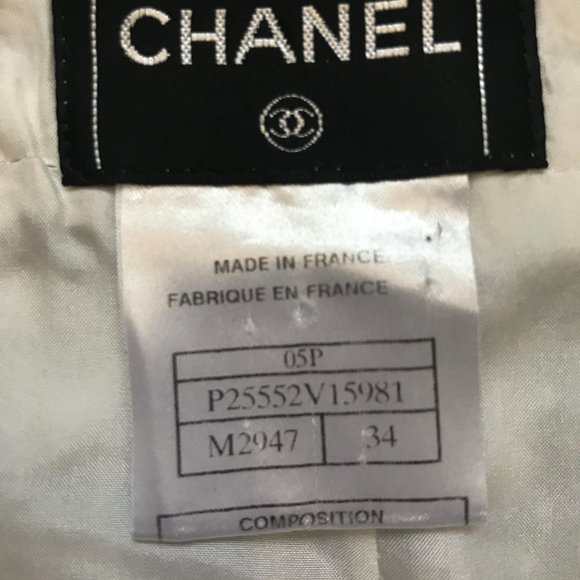 CHANEL
MADE IN FRANCE
FABRIQUE EN FRANCE
05P
P25552V15981
M2947 34
COMPOSITION